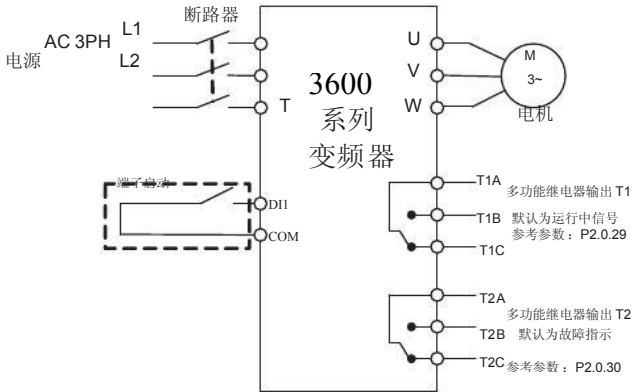 断路器
L1
AC 3PH
电源
L2
T
U
V
W
M
3~
电机
3600
系列
变频器
端子启动
DI1
COM
T1A
多功能继电器输出 T1
T1B
默认为运行中信号
参考参数：P2.0.29
T1C
T2A
多功能继电器输出 T2
T2B
默认为故障指示
T2C
参考参数：P2.0.30